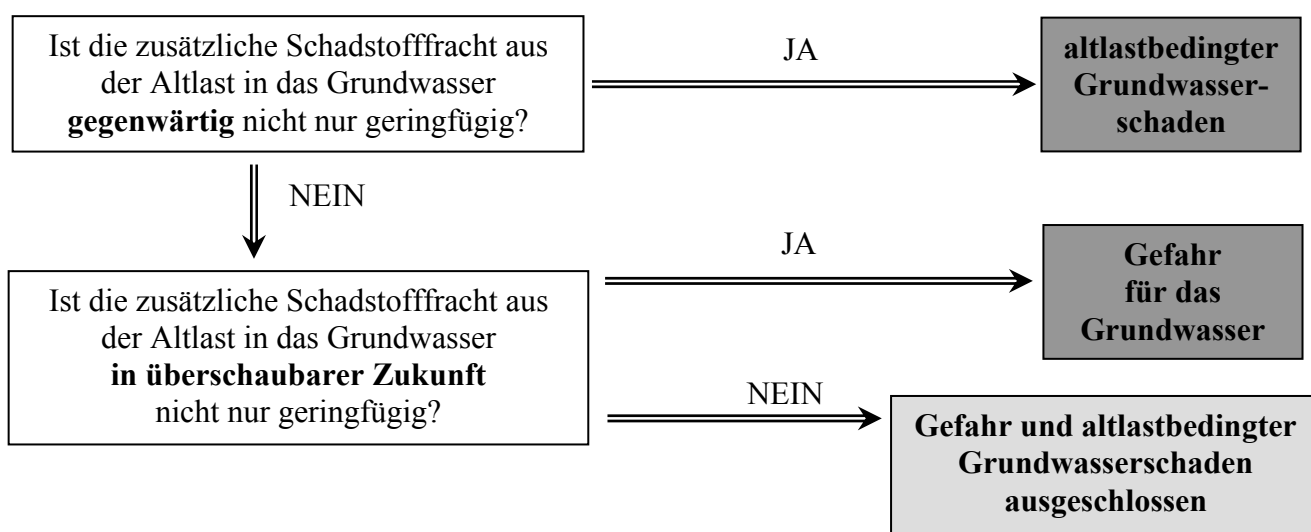 Ist die zusätzliche Schadstofffracht aus
der Altlast in das Grundwasser
gegenwärtig nicht nur geringfügig?
JA
altlastbedingter
Grundwasser-
schaden
NEIN
Ist die zusätzliche Schadstofffracht aus
der Altlast in das Grundwasser
in überschaubarer Zukunft
nicht nur geringfügig?
JA
Gefahr
für das
Grundwasser
NEIN
Gefahr und altlastbedingter
Grundwasserschaden
ausgeschlossen